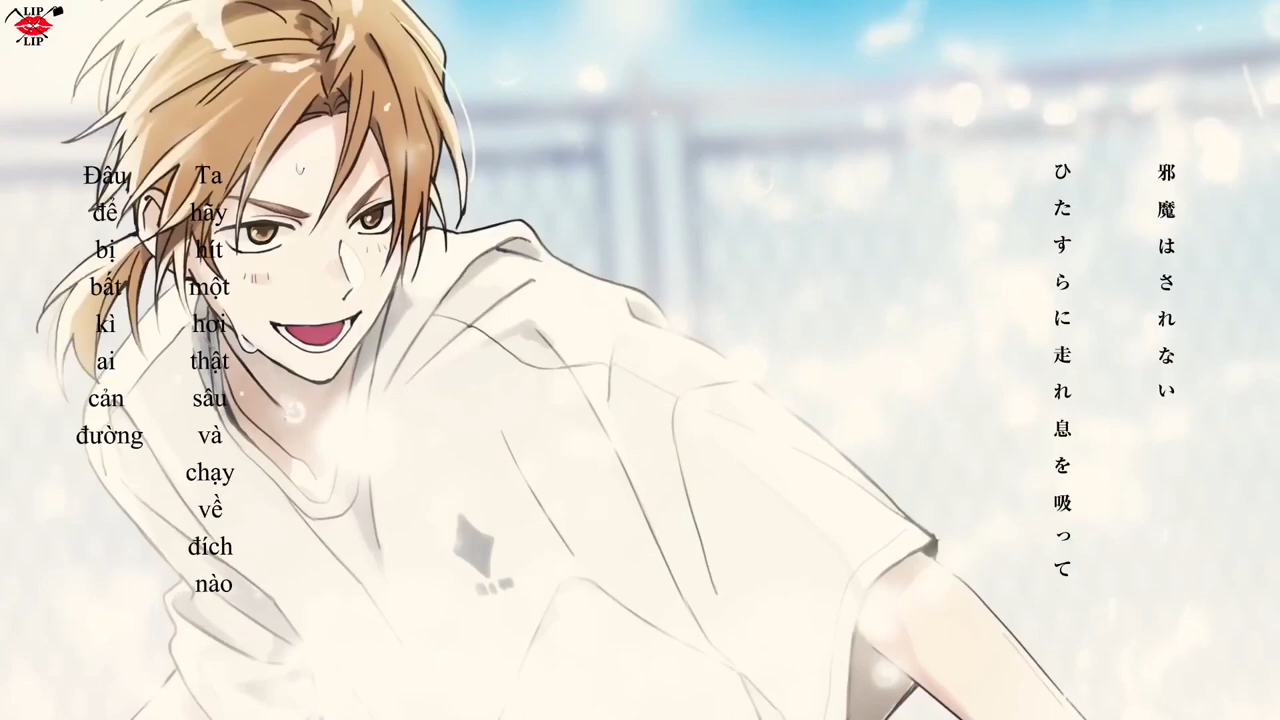 LIP
LIP
Đâu để bị bất kì ai cản đường
Ta hãy hít một hơi thật sâu và chạy về đích nào
邪魔はされない
ひたすらに走れ息を吸って